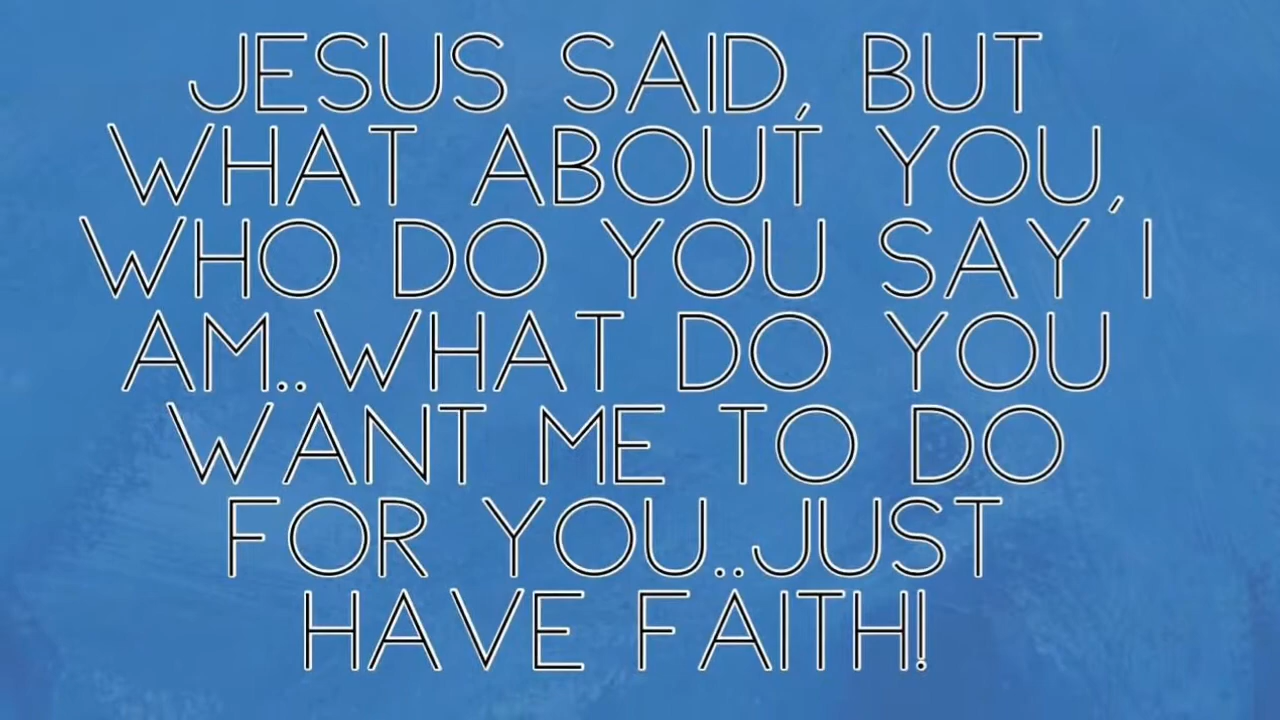 JESUS SAID, BUT
WHAT ABOUT YOU,
WHO DO YOU SAY I
AM..WHAT DO YOU
WANT ME TO DO
FOR YOU..JUST
HAVE FAITH!